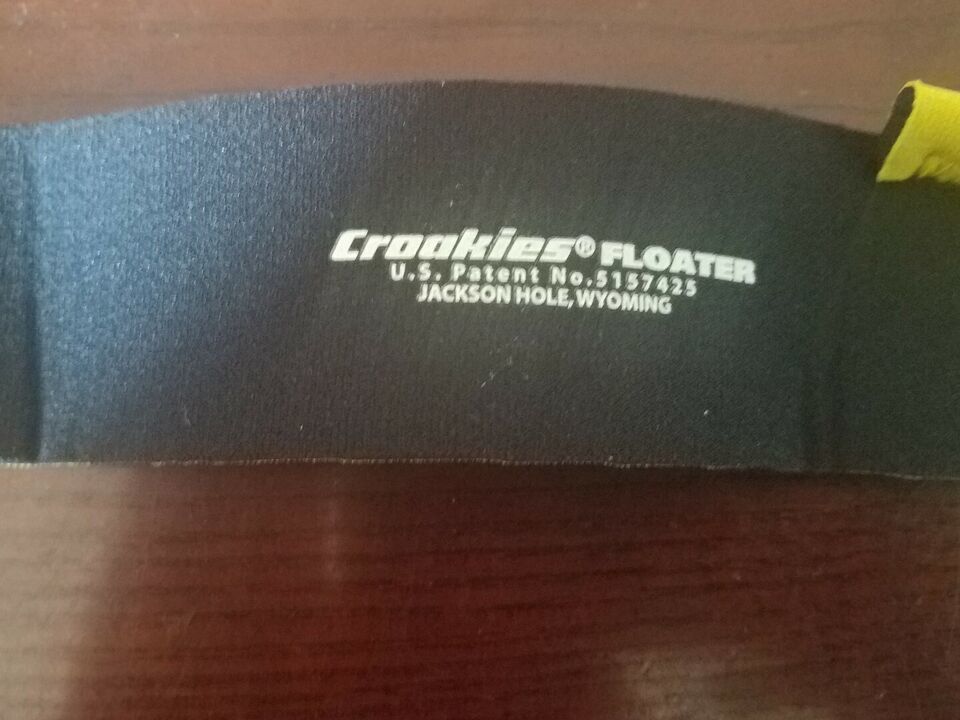 Croakies® FLOATER
U.S. Patent No.5157425
JACKSON HOLE, WYOMING